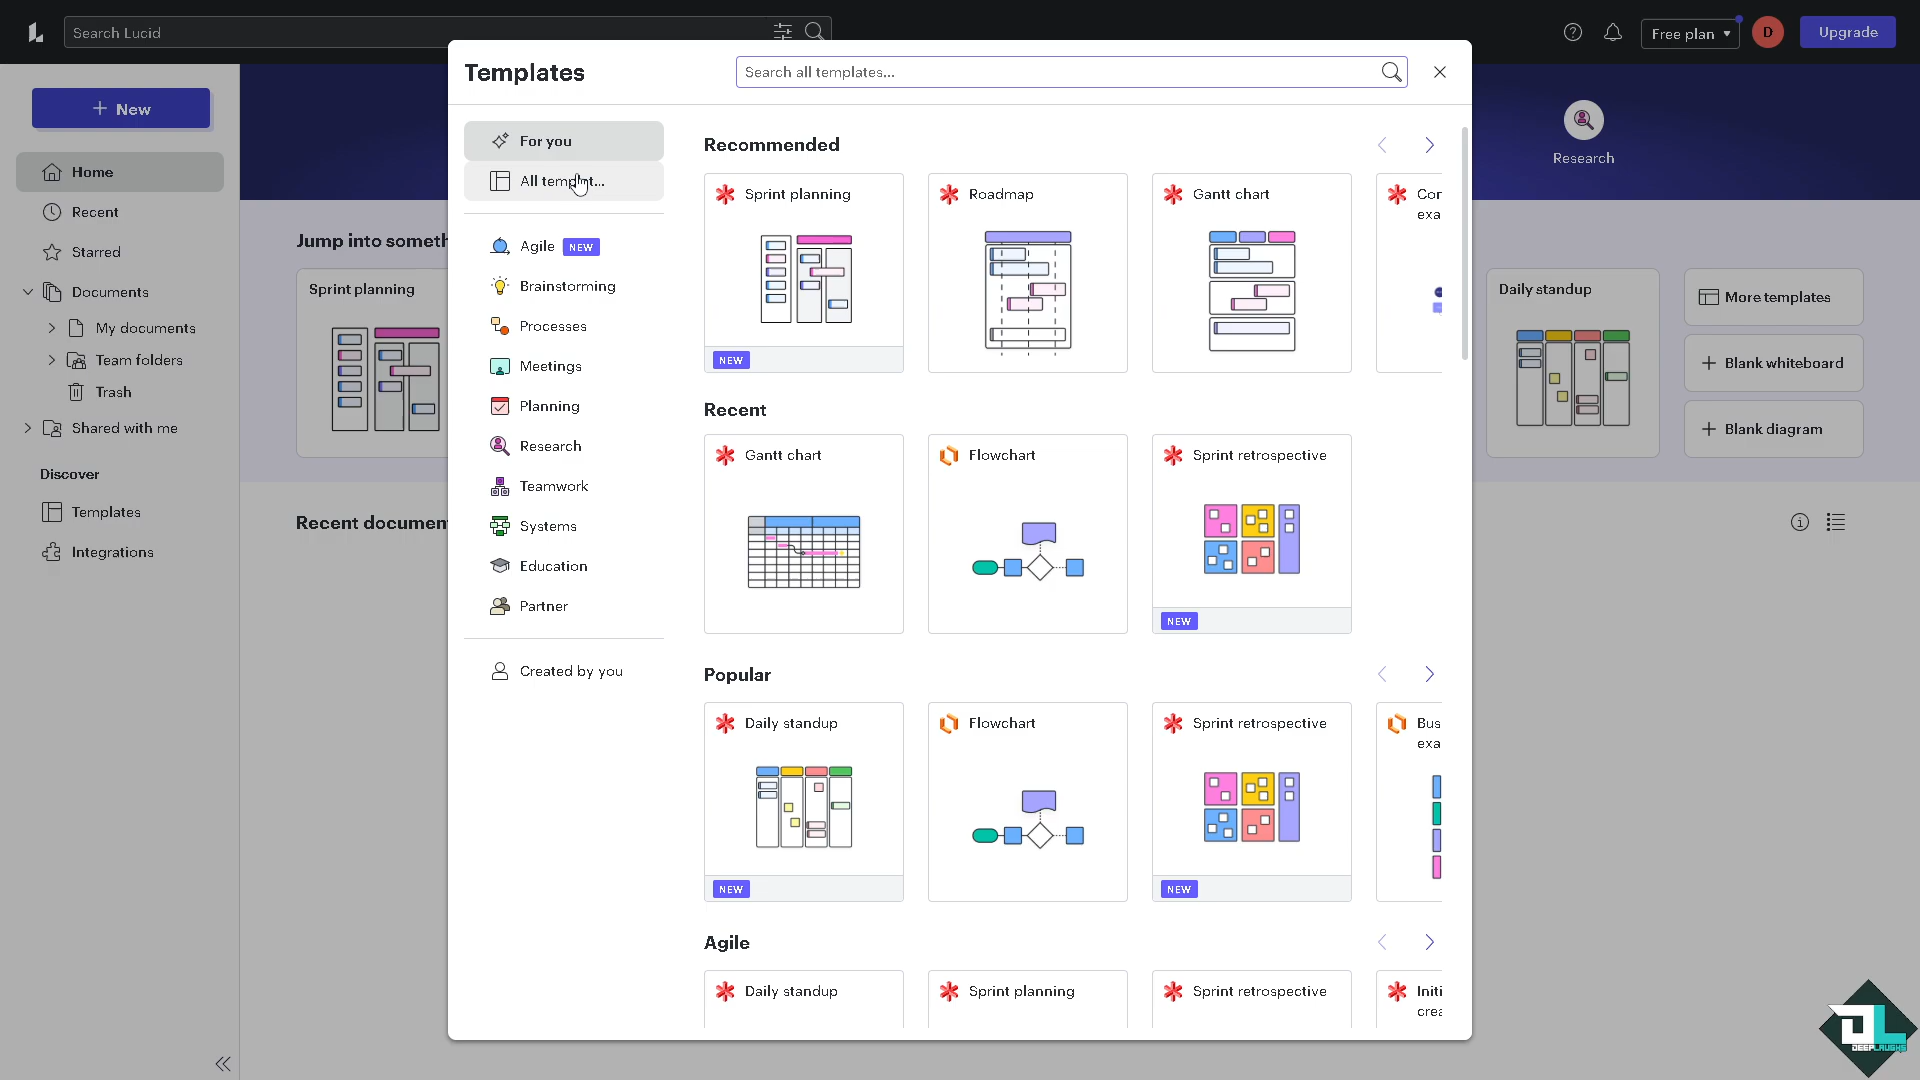 Search Lucid
Free plan
D
Upgrade
New
Home
Recent
Starred
Documents
My documents
Team folders
Trash
Shared with me
Discover
Templates
Integrations
Research
Jump into someth
Sprint planning
Daily standup
More templates
Blank whiteboard
Blank diagram
Recent documen
Templates
Search all templates...
For you
All templat...
Agile NEW
Brainstorming
Processes
Meetings
Planning
Research
Teamwork
Systems
Education
Partner
Created by you
Recommended
Sprint planning
NEW
Roadmap
Gantt chart
Cor
exa
Recent
Gantt chart
Flowchart
Sprint retrospective
NEW
Popular
Daily standup
NEW
Flowchart
Sprint retrospective
NEW
Bus
exa
Agile
Daily standup
Sprint planning
Sprint retrospective
Initi
crea
DEEPLAUGHS